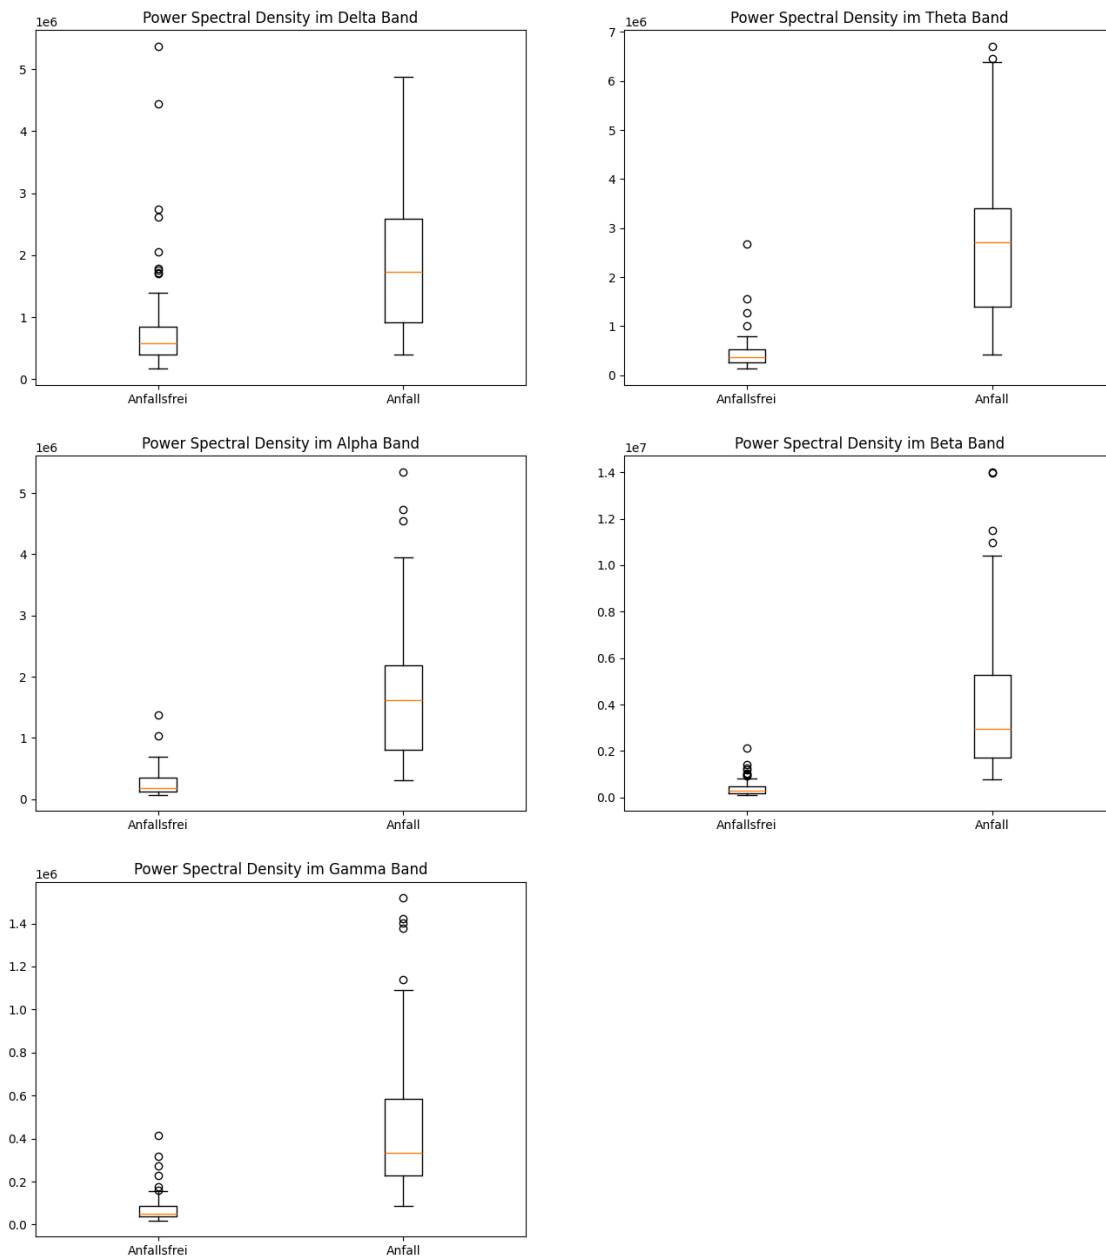 Power Spectral Density im Delta Band
1e6
5
4
3
2
1
0
Anfallsfrei Anfall
Power Spectral Density im Theta Band
1e6
7
6
5
4
3
2
1
0
Anfallsfrei Anfall
Power Spectral Density im Alpha Band
1e6
5
4
3
2
1
0
Anfallsfrei Anfall
Power Spectral Density im Beta Band
1e7
1.4
1.2
1.0
0.8
0.6
0.4
0.2
0.0
Anfallsfrei Anfall
Power Spectral Density im Gamma Band
1e6
1.4
1.2
1.0
0.8
0.6
0.4
0.2
0.0
Anfallsfrei Anfall